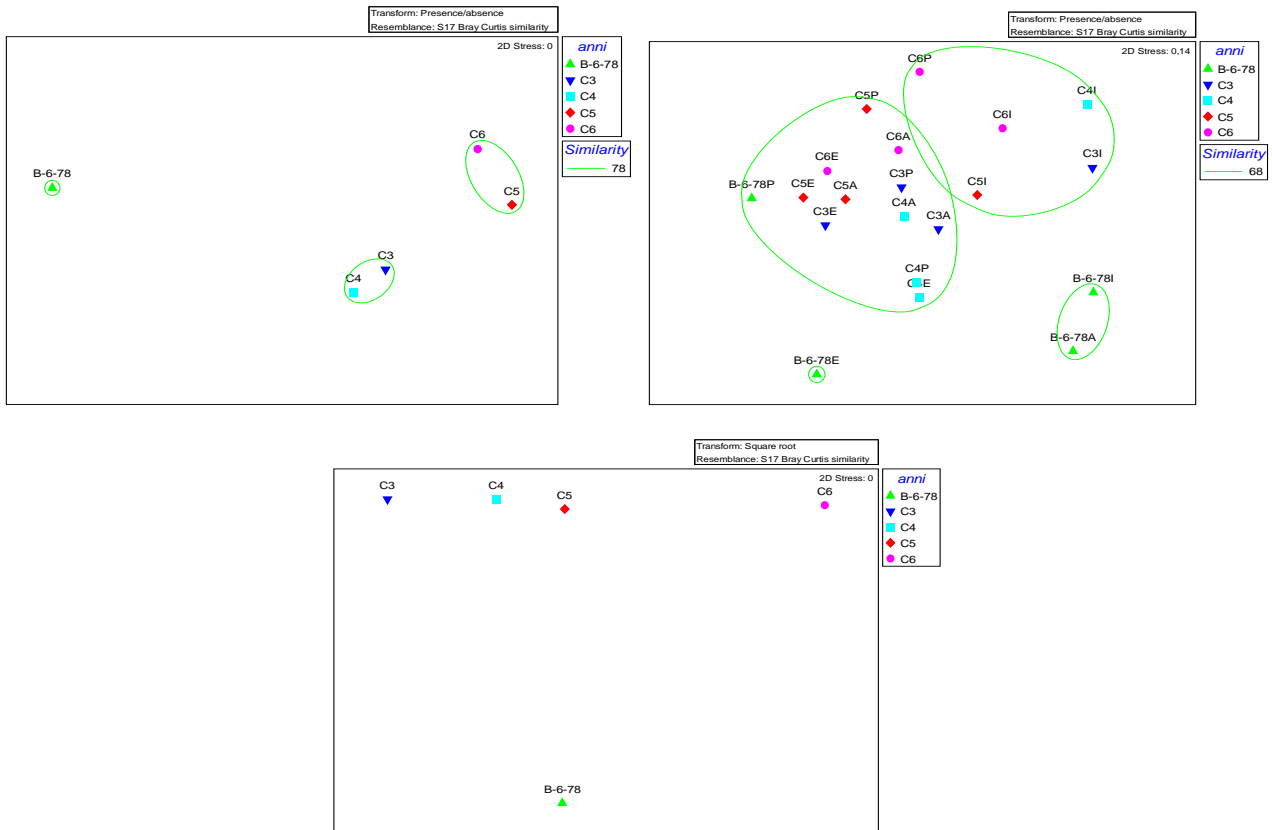 Transform: Presence/absence
Resemblance: S17 Bray Curtis similarity
2D Stress: 0
anni
B-6-78
C3
C4
C5
C6
Similarity
78
C6
B-6-78
C5
C3
C4
Transform: Presence/absence
Resemblance: S17 Bray Curtis similarity
2D Stress: 0,14
anni
B-6-78
C3
C4
C5
C6
Similarity
68
C6P
C4I
C5P
C6I
C6A
C6E
C3I
C3P
B-6-78P
C5E
C5A
C5I
C4A
C3E
C3A
C4P
B-6-78I
B-6-78A
B-6-78E
Transform: Square root
Resemblance: S17 Bray Curtis similarity
2D Stress: 0
anni
B-6-78
C3
C4
C5
C6
C3
C4
C5
C6
B-6-78